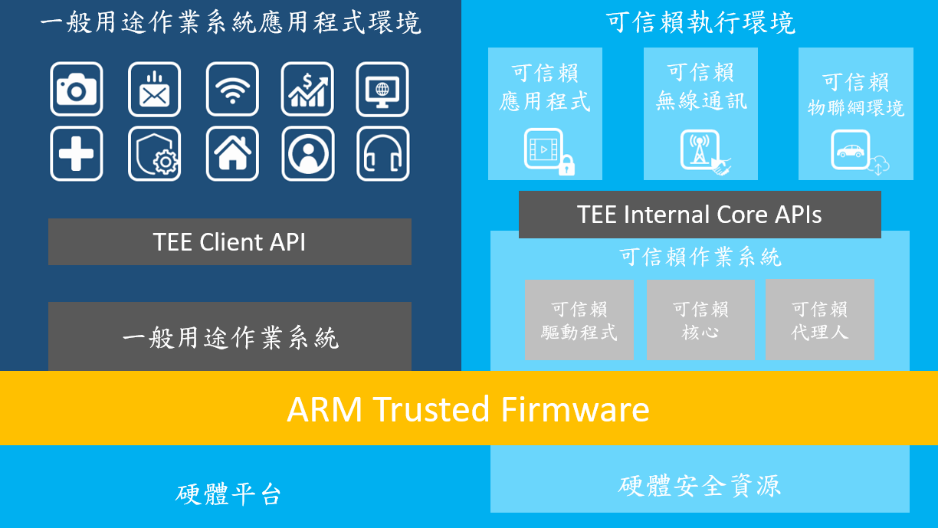 一般用途作業系統應用程式環境
$
TEE Client API
一般用途作業系統
可信賴執行環境
可信賴
應用程式
可信賴
無線通訊
可信賴
物聯網環境
TEE Internal Core APIs
可信賴作業系統
可信賴
驅動程式
可信賴
核心
可信賴
代理人
ARM Trusted Firmware
硬體平台
硬體安全資源